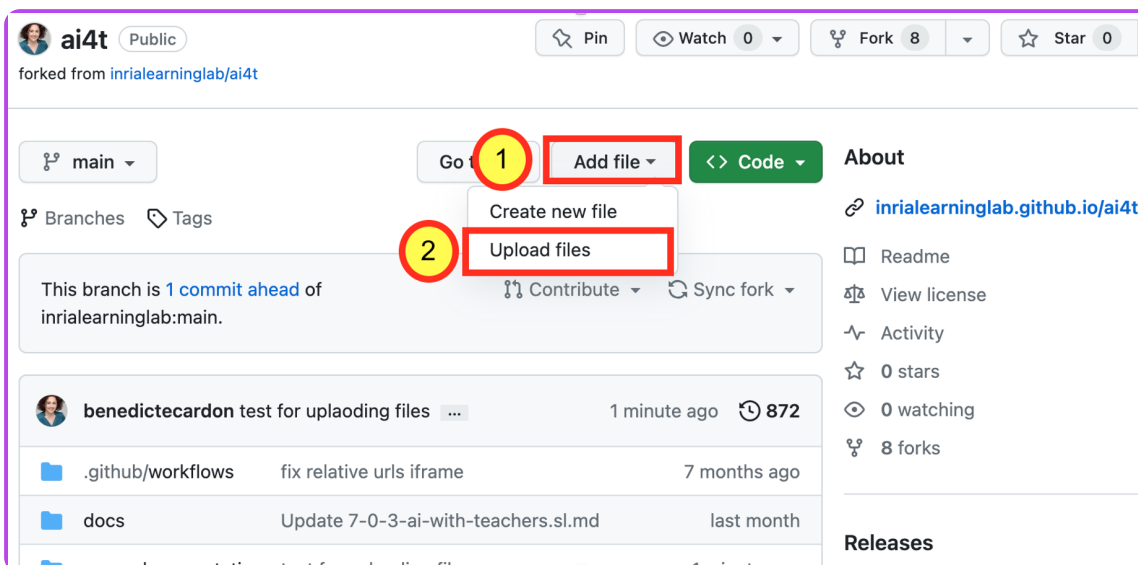 ai4t Public
Pin
Watch 0
Fork 8
Star 0
forked from inrialearninglab/ai4t
main
Go
1
Add file
Code
About
Create new file
inrialearninglab.github.io/ai4t
Branches
Tags
2
Upload files
Readme
This branch is 1 commit ahead of
inrialearninglab:main.
Contribute
Sync fork
View license
Activity
0 stars
0 watching
8 forks
benedictecardon test for uplaoding files ...
1 minute ago
872
.github/workflows fix relative urls iframe 7 months ago
docs Update 7-0-3-ai-with-teachers.sl.md last month
Releases